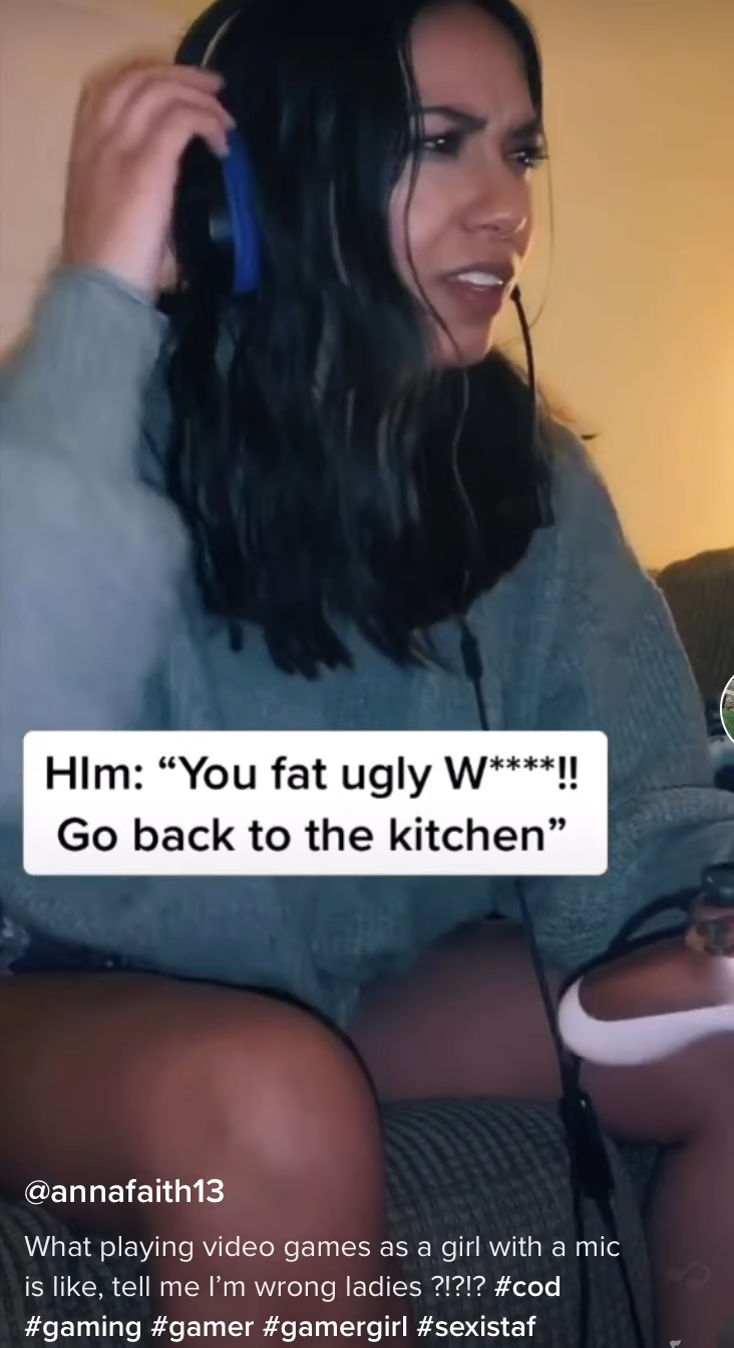 HIm: “You fat ugly W****!!
Go back to the kitchen”
@annafaith13
What playing video games as a girl with a mic
is like, tell me I’m wrong ladies ?!?!? #cod
#gaming #gamer #gamergirl #sexistaf